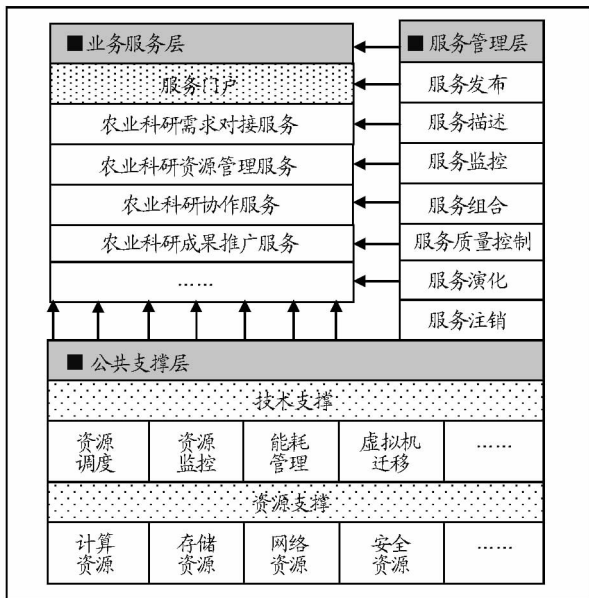 ■业务服务层
服务门户
农业科研需求对接服务
农业科研资源管理服务
农业科研协作服务
农业科研成果推广服务
……
■服务管理层
服务发布
服务描述
服务监控
服务组合
服务质量控制
服务演化
服务注销
■公共支撑层
技术支撑
资源
调度
资源
监控
能耗
管理
虚拟机
迁移
……
资源支撑
计算
资源
存储
资源
网络
资源
安全
资源
……